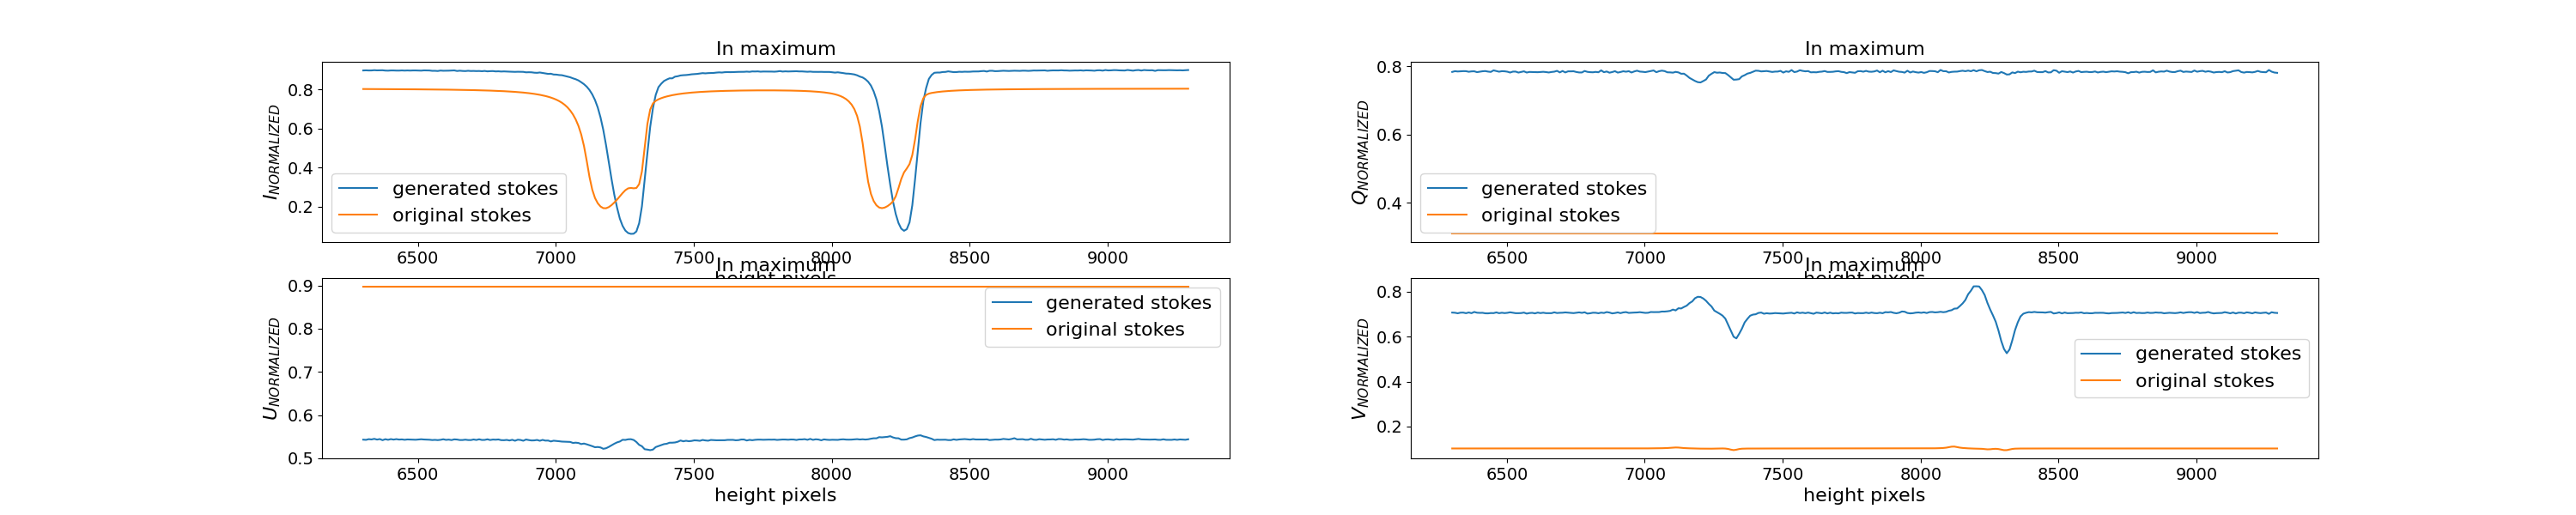 In maximum
I_NORMALIZED
0.8
0.6
0.4
0.2
generated stokes
original stokes
6500 7000 7500 8000 8500 9000
height pixels
In maximum
Q_NORMALIZED
0.8
0.6
0.4
generated stokes
original stokes
6500 7000 7500 8000 8500 9000
height pixels
In maximum
U_NORMALIZED
0.9
0.8
0.7
0.6
0.5
generated stokes
original stokes
6500 7000 7500 8000 8500 9000
height pixels
In maximum
V_NORMALIZED
0.8
0.6
0.4
0.2
generated stokes
original stokes
6500 7000 7500 8000 8500 9000
height pixels